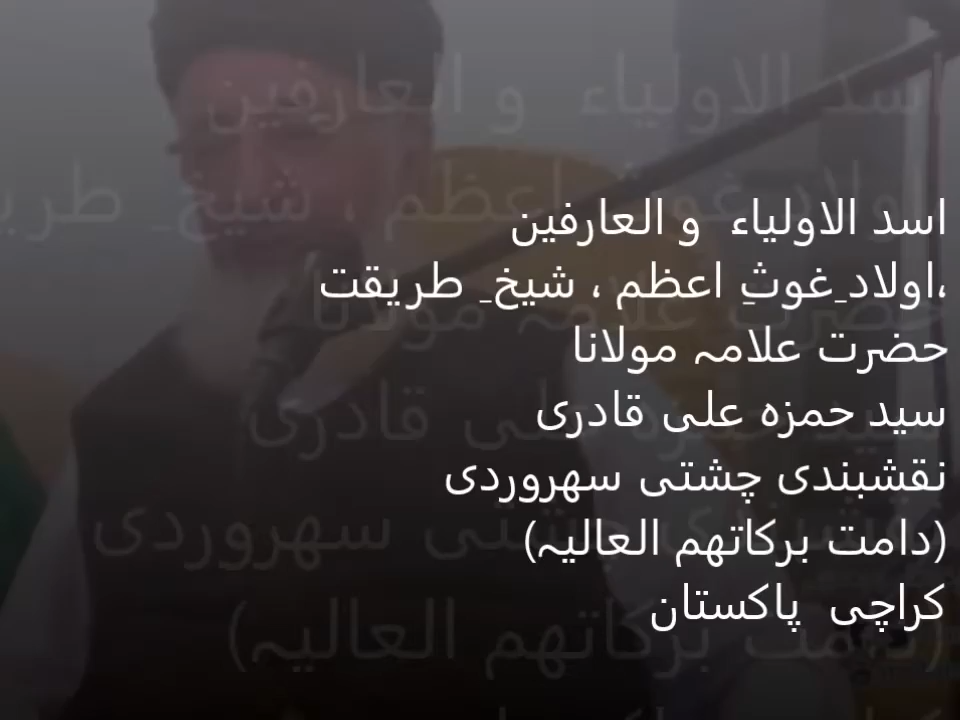 اسد الاولیاء و العارفین
،اولاد ِغوثِ اعظم ، شیخ ِ طریقت
حضرت علامہ مولانا
سید حمزہ علی قادری
نقشبندی چشتی سهروردی
(دامت برکاتهم العالیہ)
کراچی پاکستان